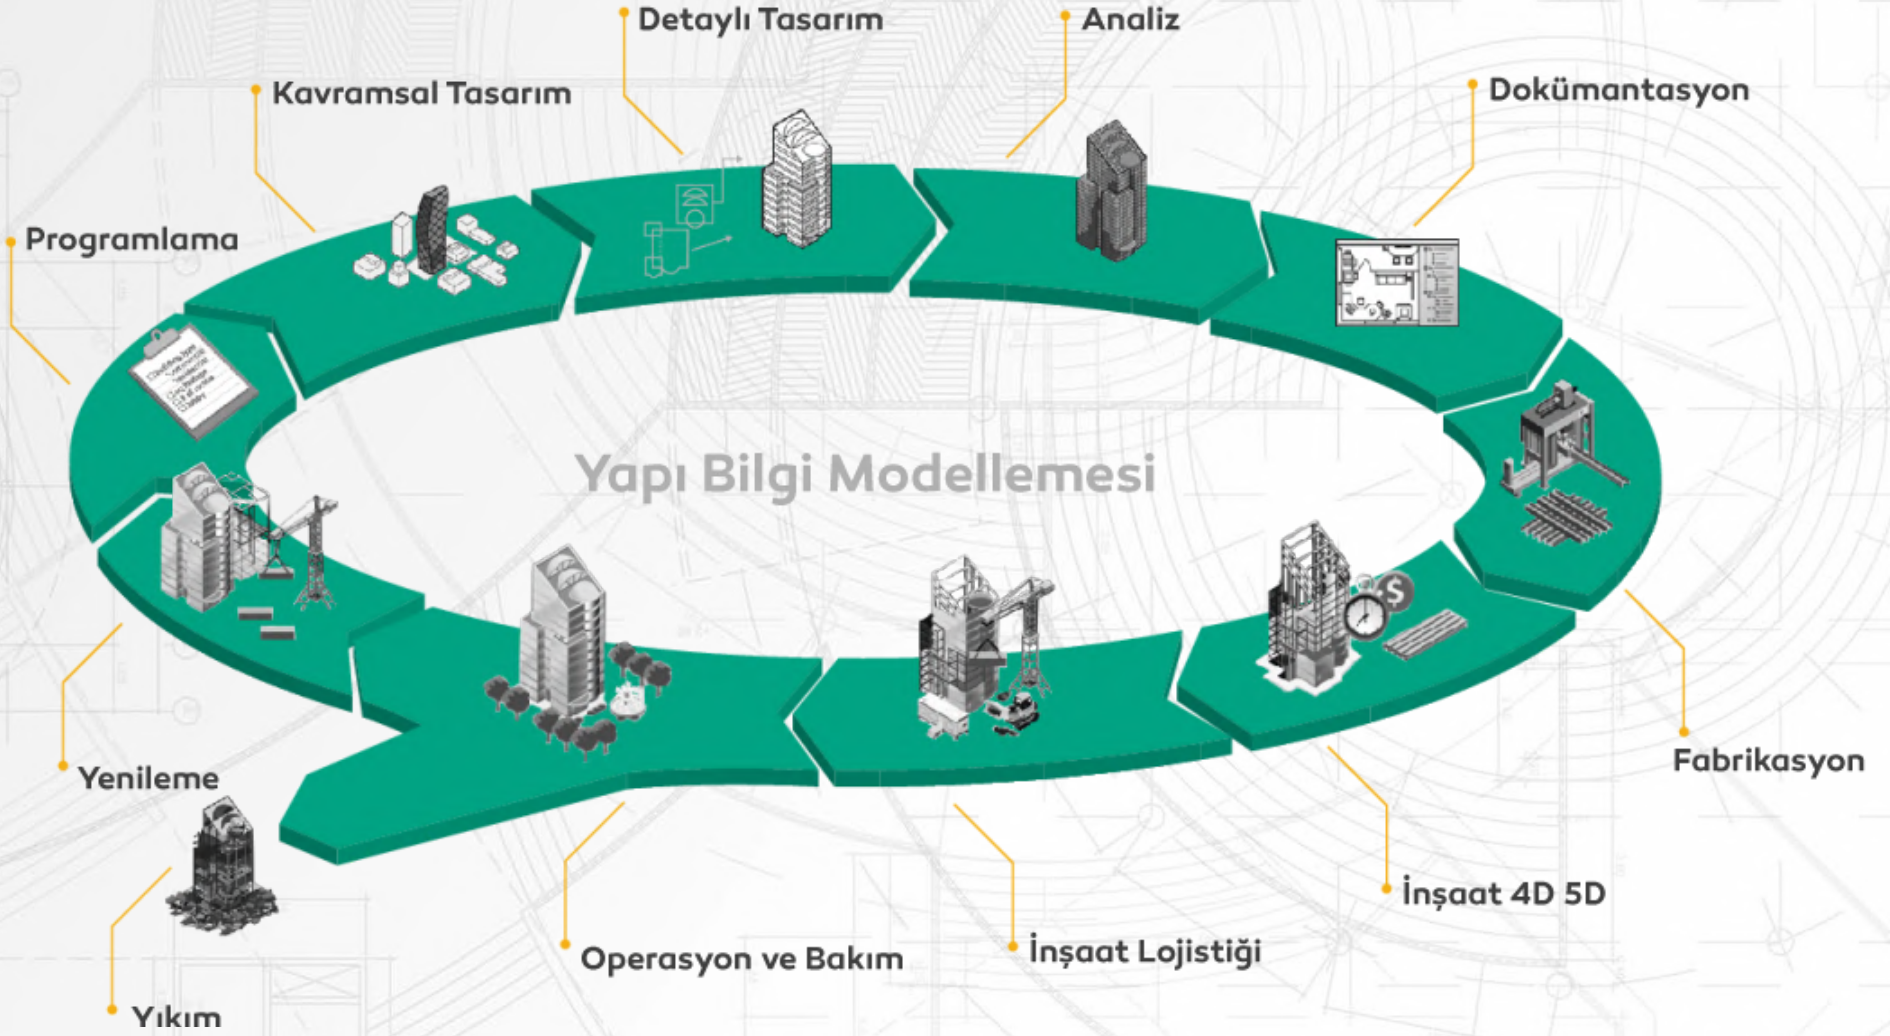 Detaylı Tasarım
Analiz
Kavramsal Tasarım
Dokümantasyon
Programlama
Yapı Bilgi Modellemesi
Fabrikasyon
Yenileme
İnşaat 4D 5D
İnşaat Lojistiği
Operasyon ve Bakım
Yıkım
$